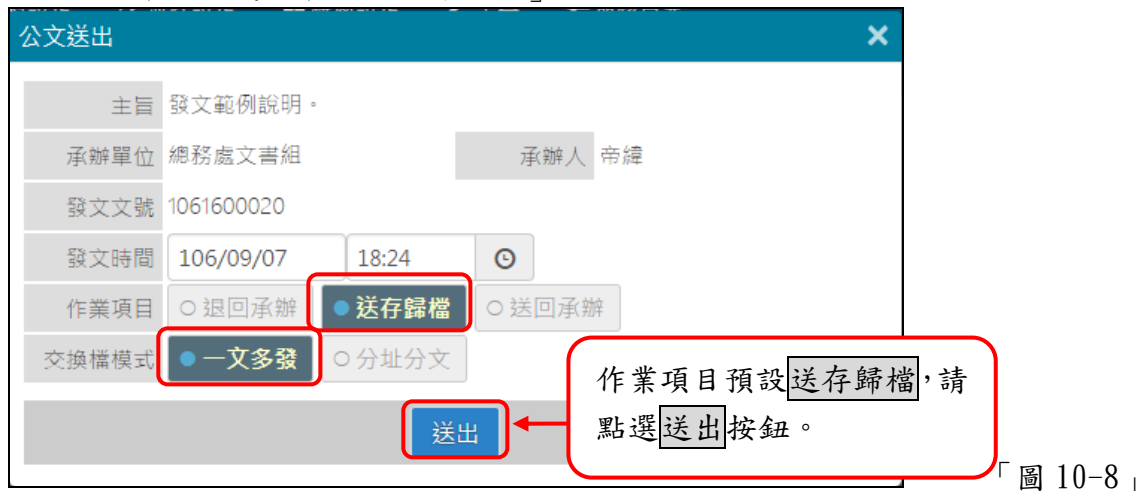 公文送出
主旨 發文範例說明。
承辦單位 總務處文書組 承辦人 帝緯
發文文號 1061600020
發文時間 106/09/07 18:24
作業項目 退回承辦 送存歸檔 送回承辦
交換檔模式 一文多發 分址分文
作業項目預設送存歸檔，請
點選送出按鈕。
送出
「圖 10-8」